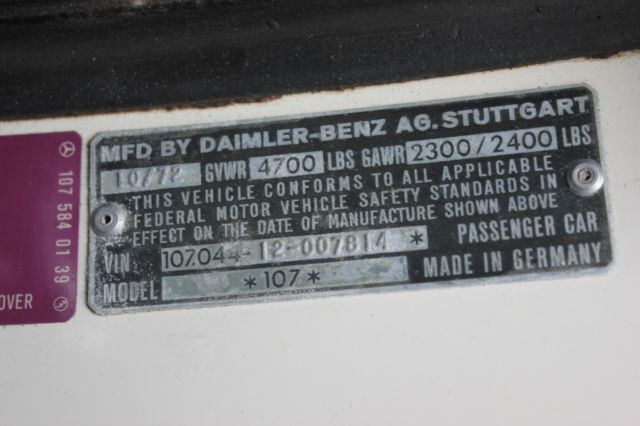 MFD BY DAIMLER-BENZ AG. STUTTGART
10/72 GVWR 4700 LBS GAWR 2300/2400 LBS
THIS VEHICLE CONFORMS TO ALL APPLICABLE
FEDERAL MOTOR VEHICLE SAFETY STANDARDS IN
EFFECT ON THE DATE OF MANUFACTURE SHOWN ABOVE
VIN 107.044-12-007814 * PASSENGER CAR
MODEL *107* MADE IN GERMANY
107 584 01 39
OVER